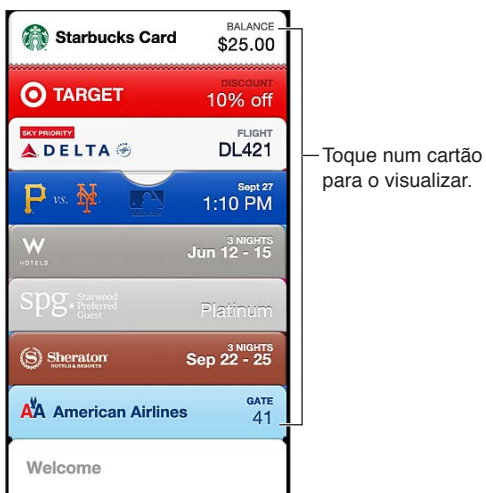 Starbucks Card
BALANCE
$25.00
TARGET
DISCOUNT
10% off
SKY PRIORITY
DELTA
FLIGHT
DL421
P vs. NY
Sept 27
1:10 PM
W
HOTELS
3 NIGHTS
Jun 12 - 15
spg. Starwood
Preferred
Guest
Platinum
S Sheraton
HOTELS & RESORTS
3 NIGHTS
Sep 22 - 25
AA American Airlines
GATE
41
Welcome
Toque num cartão
para o visualizar.